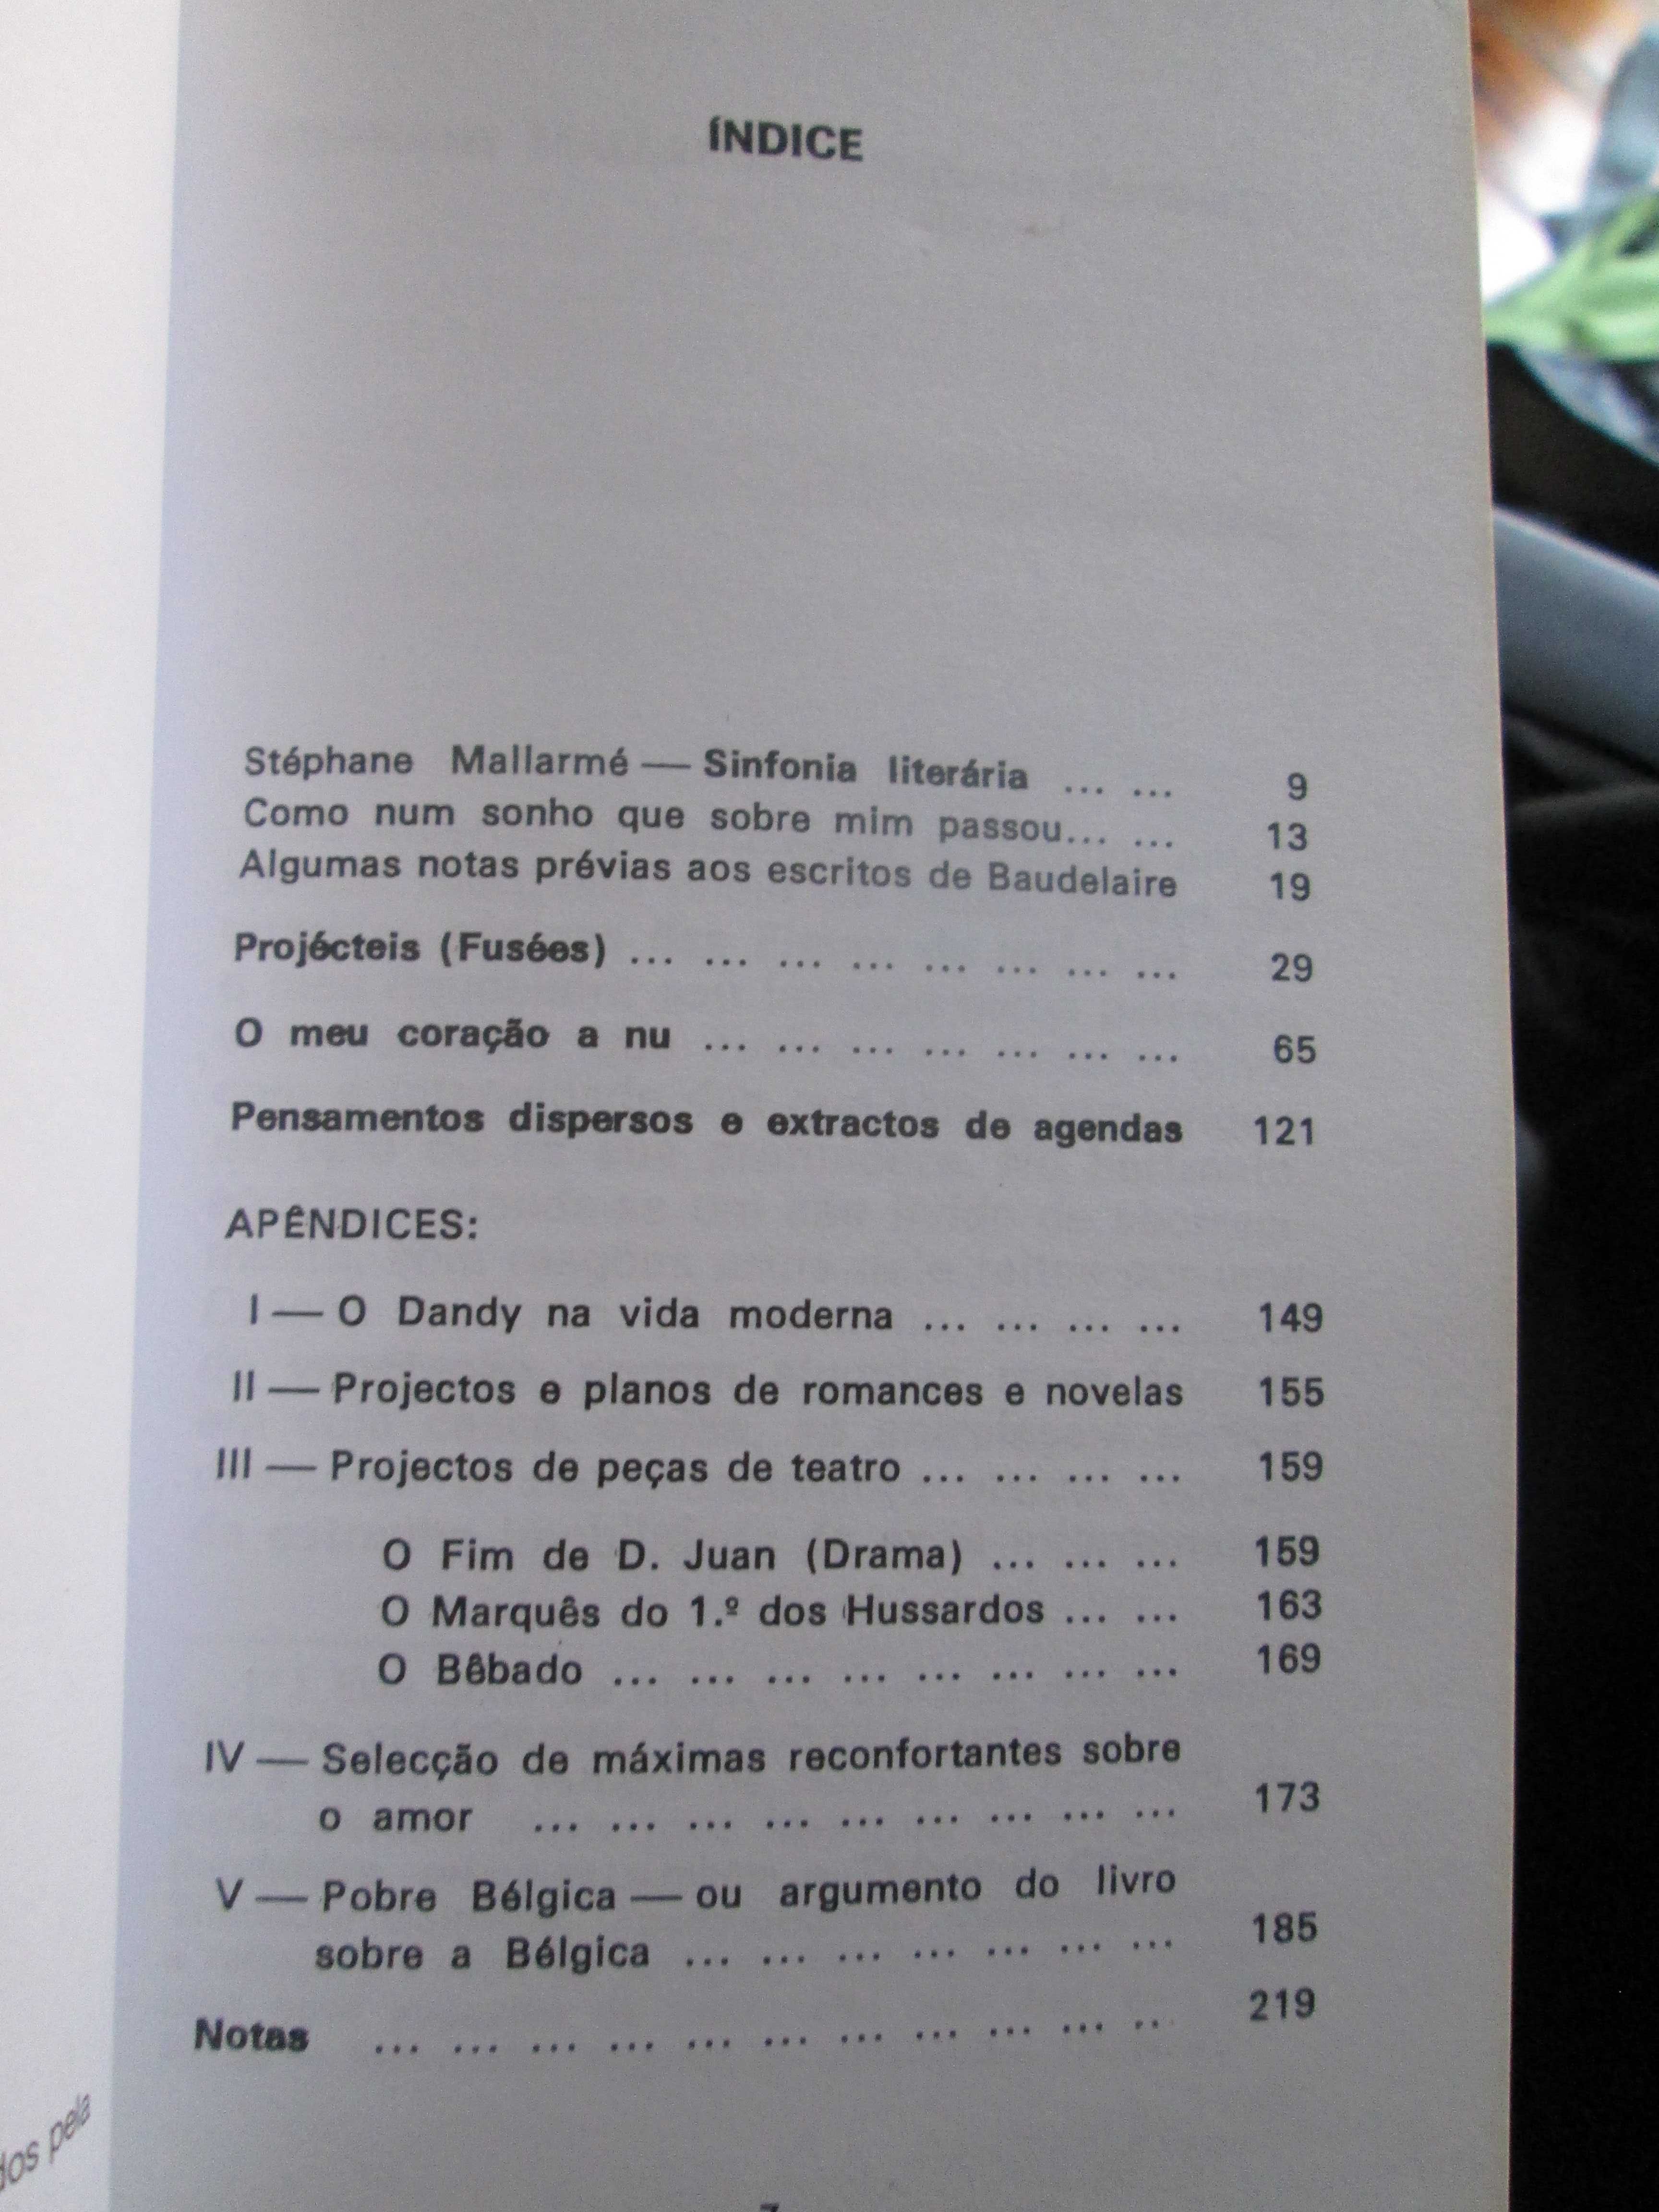 ÍNDICE
Stéphane Mallarmé — Sinfonia literária ... ... 9
Como num sonho que sobre mim passou... ... 13
Algumas notas prévias aos escritos de Baudelaire 19
Projécteis (Fusées) ... ... ... ... ... ... ... ... 29
O meu coração a nu ... ... ... ... ... ... ... 65
Pensamentos dispersos e extractos de agendas 121
APÊNDICES:
I — O Dandy na vida moderna ... ... ... ... 149
II — Projectos e planos de romances e novelas 155
III — Projectos de peças de teatro ... ... ... ... 159
O Fim de D. Juan (Drama) ... ... ... 159
O Marquês do 1.º dos Hussardos ... ... 163
O Bêbado ... ... ... ... ... ... ... ... 169
IV — Selecção de máximas reconfortantes sobre
o amor ... ... ... ... ... ... ... ... ... 173
V — Pobre Bélgica — ou argumento do livro
sobre a Bélgica ... ... ... ... ... ... ... 185
Notas ... ... ... ... ... ... ... ... ... ... .. 219
pela